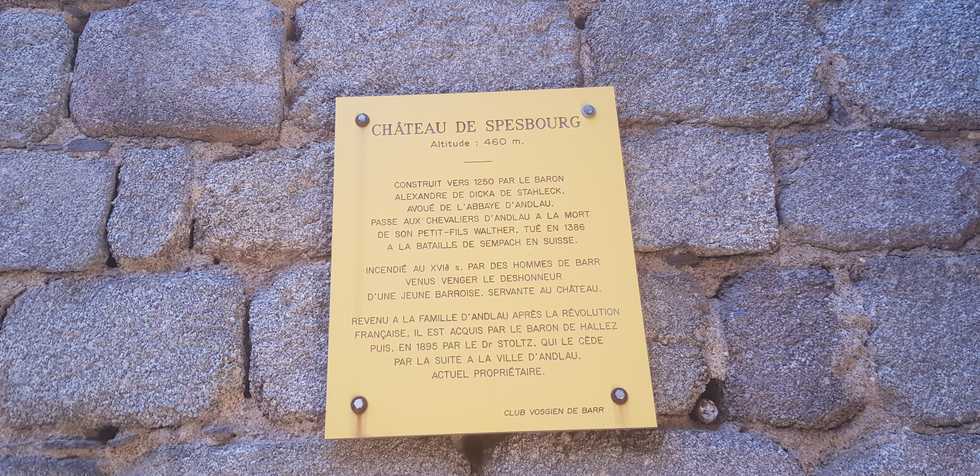 CHÂTEAU DE SPESBOURG
Altitude : 460 m.
CONSTRUIT VERS 1250 PAR LE BARON
ALEXANDRE DE DICKA DE STAHLECK,
AVOUÉ DE L'ABBAYE D'ANDLAU.
PASSE AUX CHEVALIERS D'ANDLAU A LA MORT
DE SON PETIT-FILS WALTHER, TUÉ EN 1386
A LA BATAILLE DE SEMPACH EN SUISSE.
INCENDIÉ AU XVIè s. PAR DES HOMMES DE BARR
VENUS VENGER LE DESHONNEUR
D'UNE JEUNE BARROISE, SERVANTE AU CHÂTEAU.
REVENU A LA FAMILLE D'ANDLAU APRÈS LA RÉVOLUTION
FRANÇAISE, IL EST ACQUIS PAR LE BARON DE HALLEZ
PUIS, EN 1895 PAR LE Dr STOLTZ, QUI LE CÈDE
PAR LA SUITE A LA VILLE D'ANDLAU,
ACTUEL PROPRIÉTAIRE.
CLUB VOSGIEN DE BARR